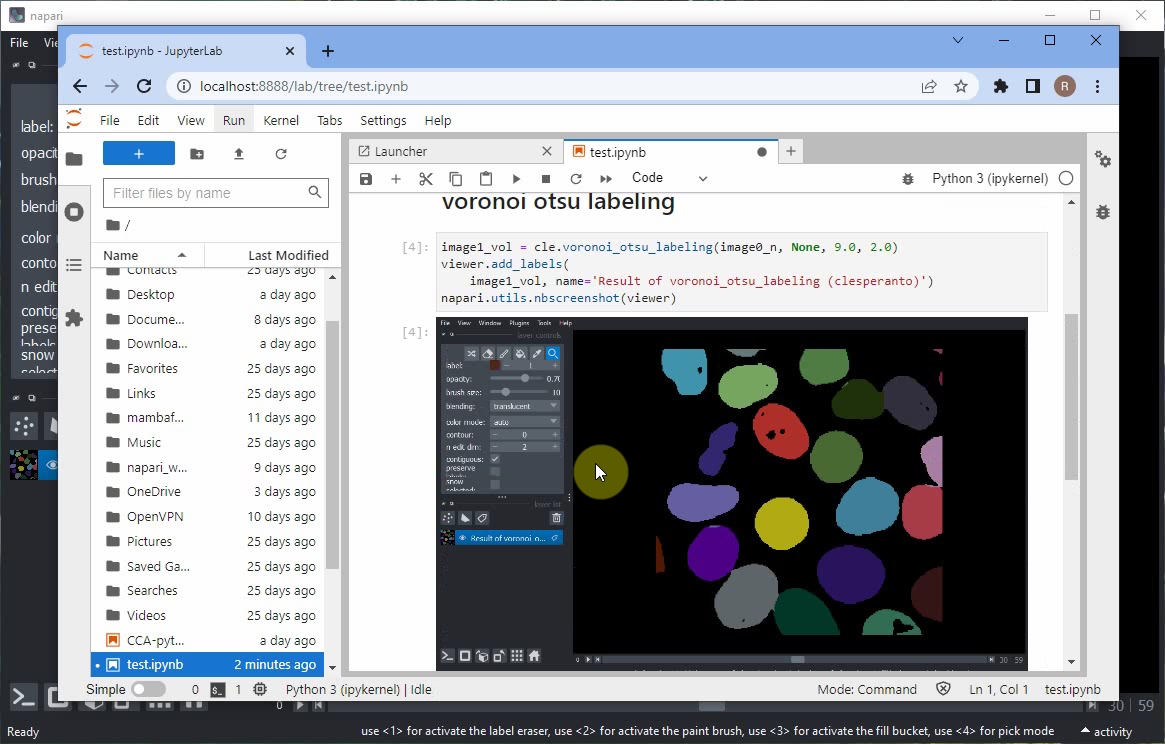 napari
File Vie
test.ipynb - JupyterLab
localhost:8888/lab/tree/test.ipynb
R
File Edit View Run Kernel Tabs Settings Help
Launcher
test.ipynb
Code
Python 3 (ipykernel)
Filter files by name
/
Name Last Modified
Contacts 25 days ago
Desktop a day ago
Docume... 8 days ago
Downloa... a day ago
Favorites 25 days ago
Links 25 days ago
mambaf... 11 days ago
Music 25 days ago
napari_w... 9 days ago
OneDrive 3 days ago
OpenVPN 10 days ago
Pictures 25 days ago
Saved Ga... 25 days ago
Searches 25 days ago
Videos 25 days ago
CCA-pyt... a day ago
test.ipynb 2 minutes ago
label:
opacit
brush
blendi
color
conto
n edit
contig
prese
labels
snow
select
voronoi otsu labeling
[4]: image1_vol = cle.voronoi_otsu_labeling(image0_n, None, 9.0, 2.0)
viewer.add_labels(
image1_vol, name='Result of voronoi_otsu_labeling (clesperanto)')
napari.utils.nbscreenshot(viewer)
[4]:
File View Window Plugins Tools Help
layer controls
label: 1
opacity: 0.70
brush size: 10
blending: translucent
color mode: auto
contour: 0
n edit dim: 2
contiguous:
preserve
labels:
snow
selected:
layer list
Result of voronoi_o...
0 30 59
Simple 0 $_ 1 Python 3 (ipykernel) | Idle
Mode: Command Ln 1, Col 1 test.ipynb
0 30 59
Ready
use <1> for activate the label eraser, use <2> for activate the paint brush, use <3> for activate the fill bucket, use <4> for pick mode
activity